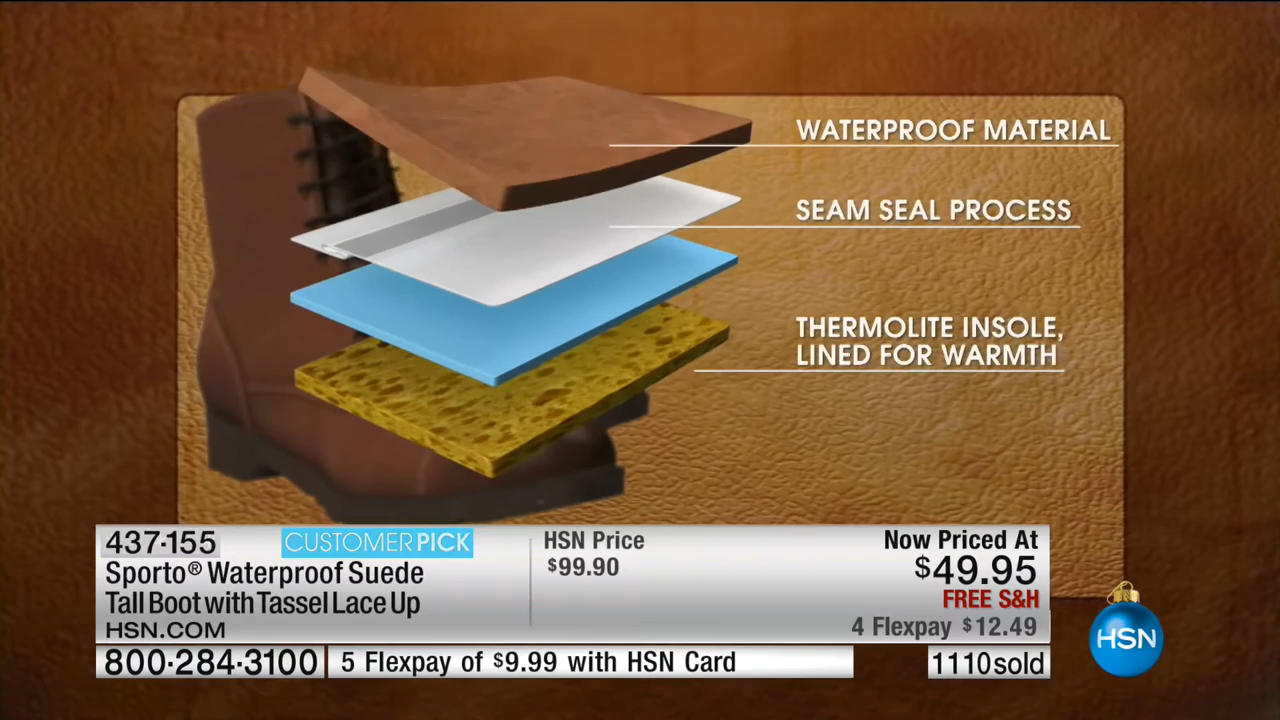 WATERPROOF MATERIAL
SEAM SEAL PROCESS
THERMOLITE INSOLE,
LINED FOR WARMTH
437-155
CUSTOMER PICK
Sporto® Waterproof Suede
Tall Boot with Tassel Lace Up
HSN.COM
HSN Price
$99.90
Now Priced At
$49.95
FREE S&H
4 Flexpay $12.49
800-284-3100
5 Flexpay of $9.99 with HSN Card
1110 sold
HSN